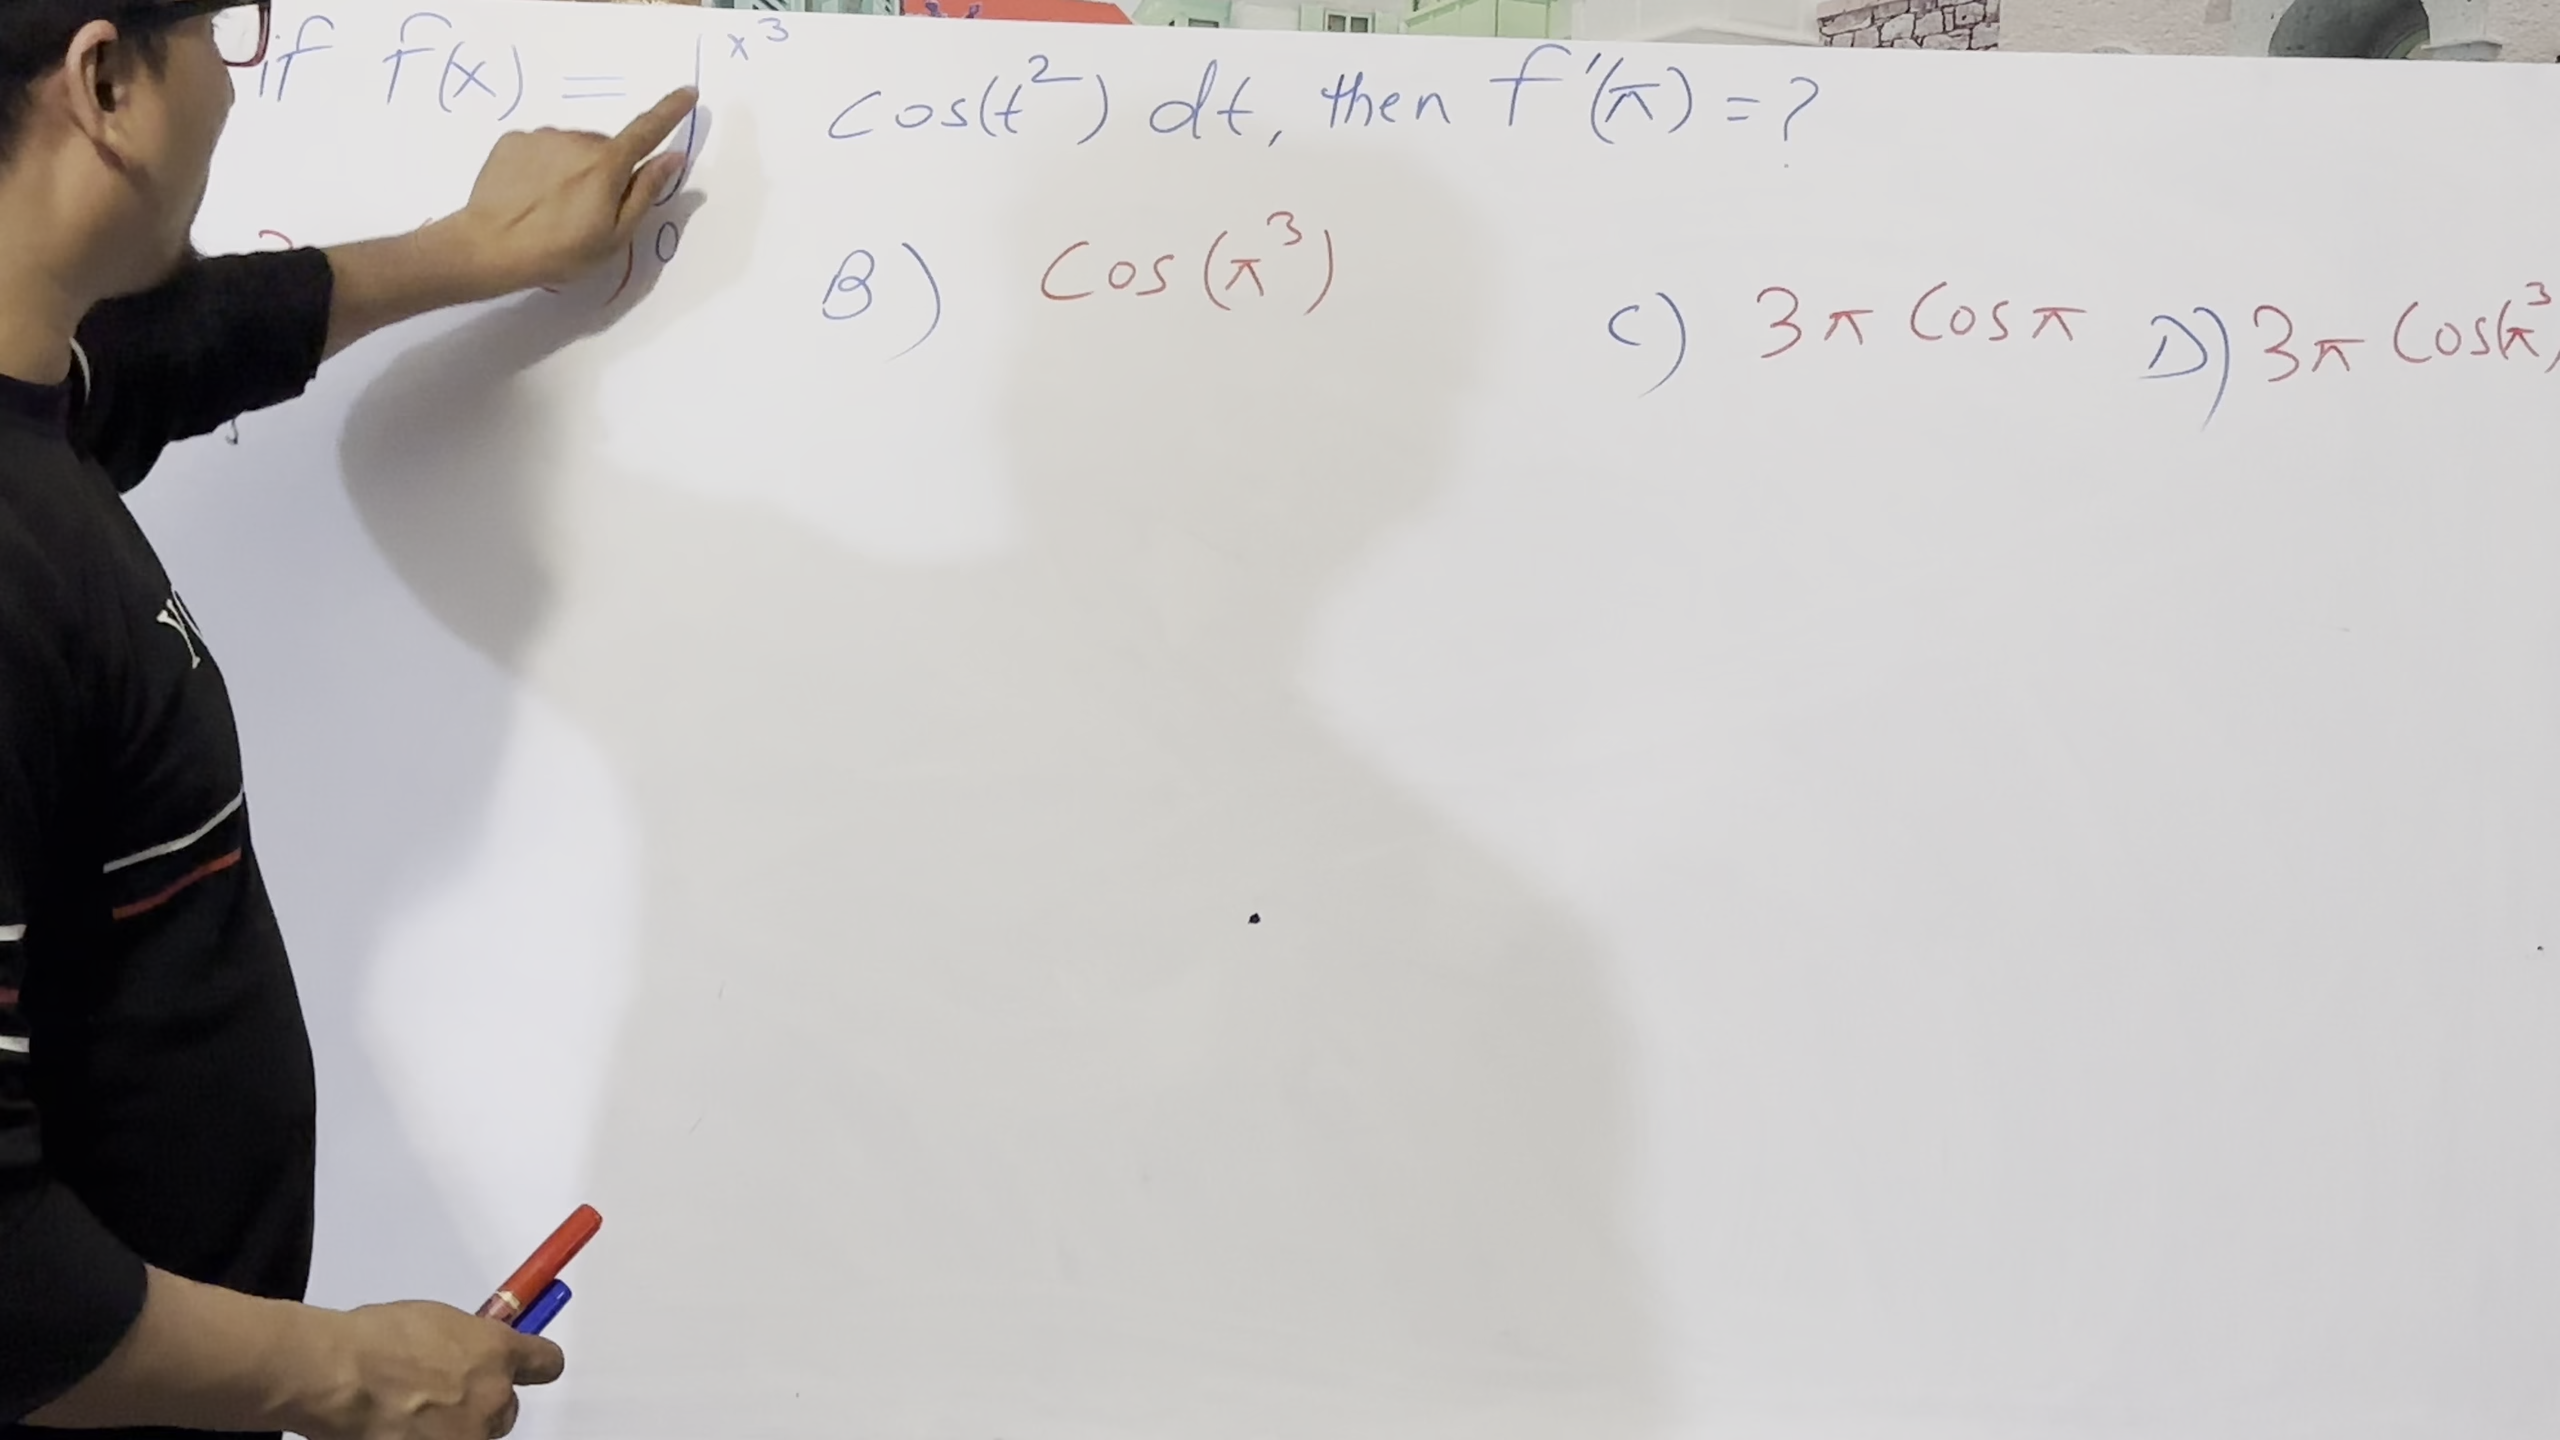 if f(x) = ∫₀^x³ cos(t²) dt, then f'(π) = ?
B) Cos(π³) C) 3π Cos π D) 3π Cos(π³